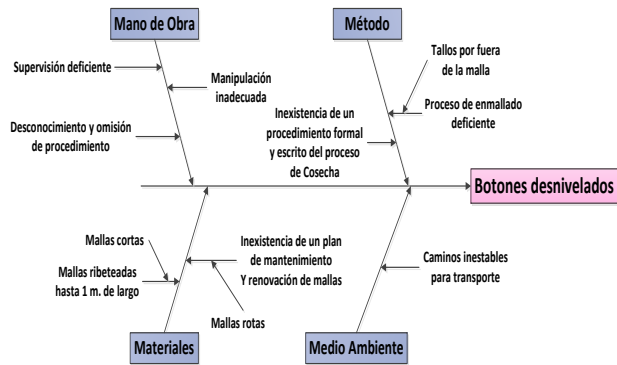 Mano de Obra
Método
Supervisión deficiente
Manipulación
inadecuada
Desconocimiento y omisión
de procedimiento
Tallos por fuera
de la malla
Proceso de enmallado
deficiente
Inexistencia de un
procedimiento formal
y escrito del proceso
de Cosecha
Botones desnivelados
Mallas cortas
Mallas ribeteadas
hasta 1 m. de largo
Inexistencia de un plan
de mantenimiento
Y renovación de mallas
Mallas rotas
Caminos inestables
para transporte
Materiales
Medio Ambiente